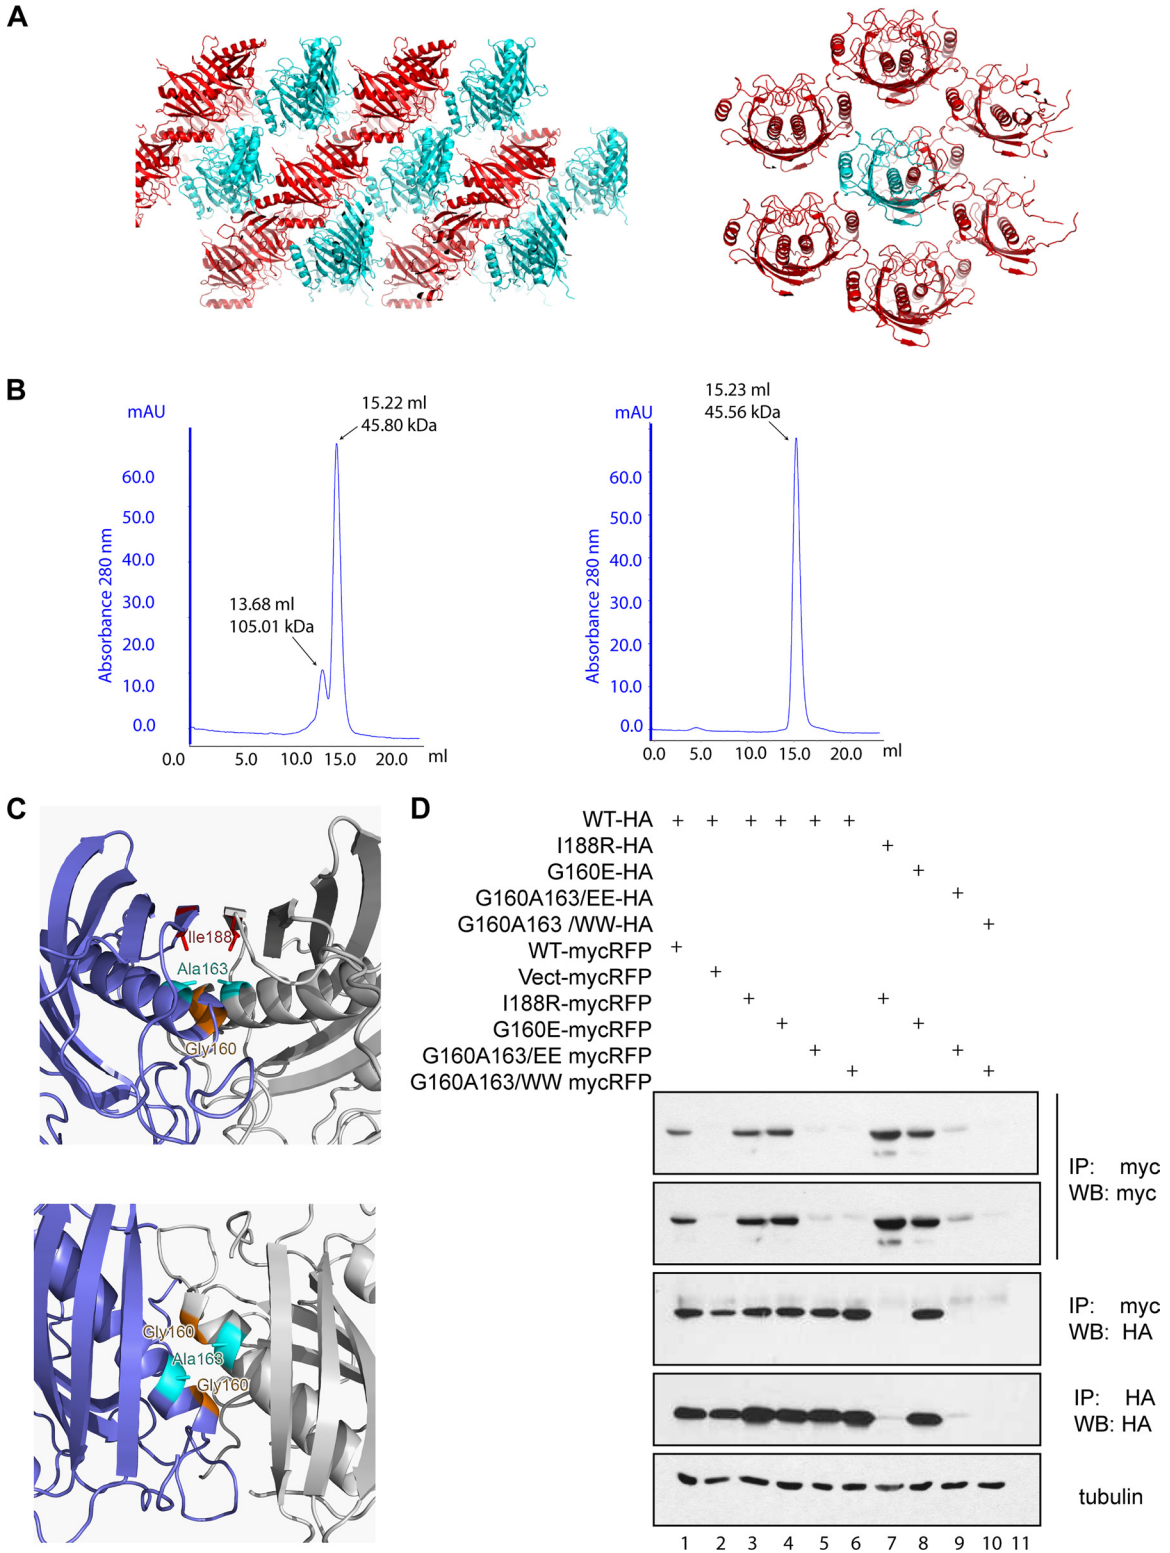 A
B
mAU
15.22 ml
45.80 kDa
13.68 ml
105.01 kDa
Absorbance 280 nm
60.0
50.0
40.0
30.0
20.0
10.0
0.0
0.0 5.0 10.0 15.0 20.0 ml
mAU
15.23 ml
45.56 kDa
Absorbance 280 nm
60.0
50.0
40.0
30.0
20.0
10.0
0.0
0.0 5.0 10.0 15.0 20.0 ml
C
Ile188
Ala163
Gly160
Gly160
Ala163
Gly160
D
WT-HA + + + + + +
I188R-HA +
G160E-HA +
G160A163/EE-HA +
G160A163 /WW-HA +
WT-mycRFP +
Vect-mycRFP +
I188R-mycRFP + +
G160E-mycRFP + +
G160A163/EE mycRFP + +
G160A163/WW mycRFP + +
IP: myc
WB: myc
IP: myc
WB: HA
IP: HA
WB: HA
tubulin
1 2 3 4 5 6 7 8 9 10 11